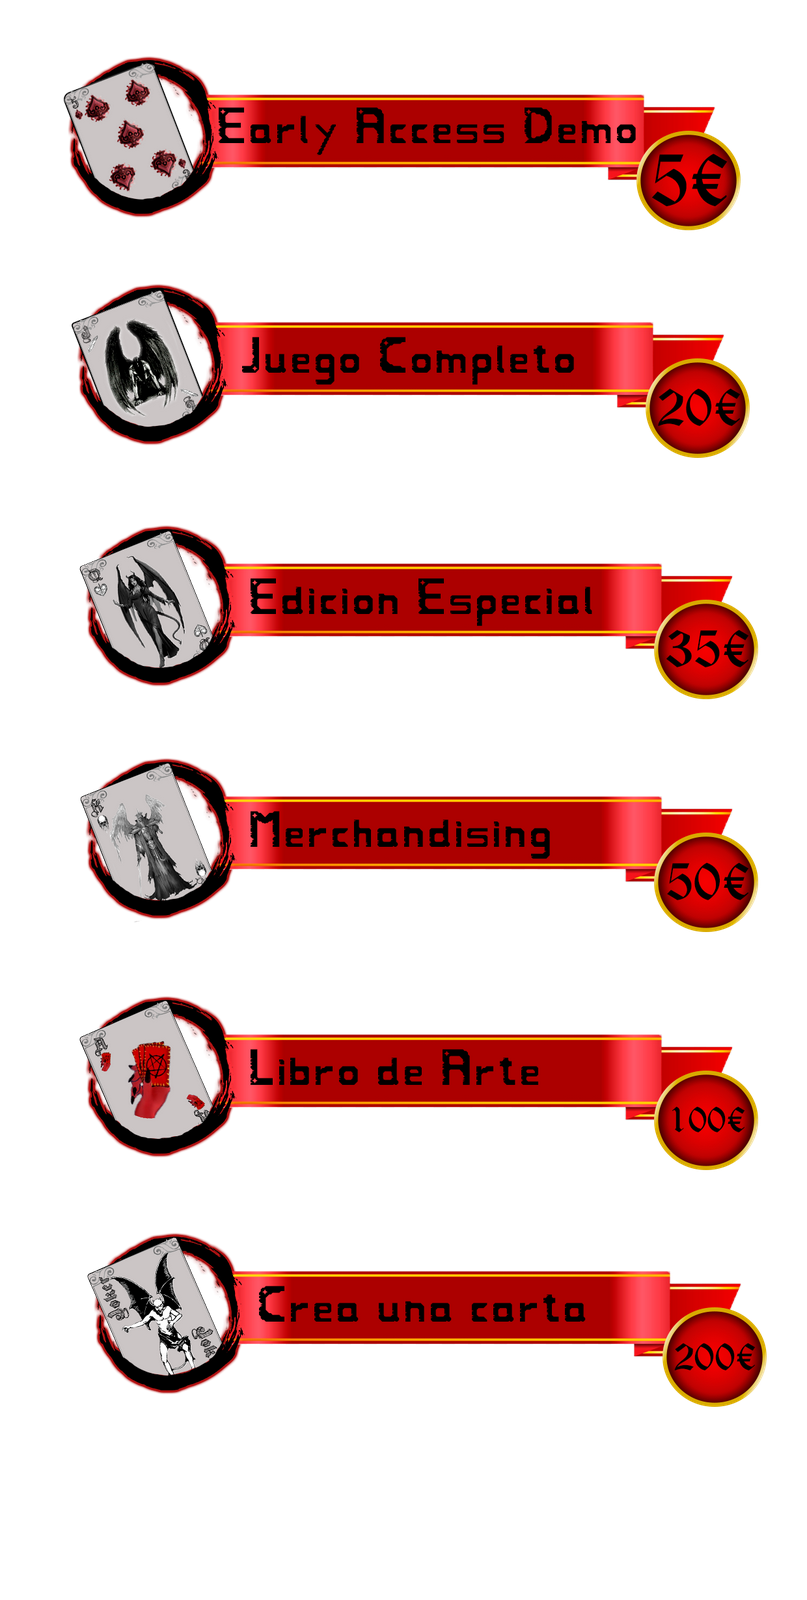 Early Access Demo
5€
Juego Completo
20€
Edicion Especial
35€
Merchandising
50€
Libro de Arte
100€
Crea una carta
200€